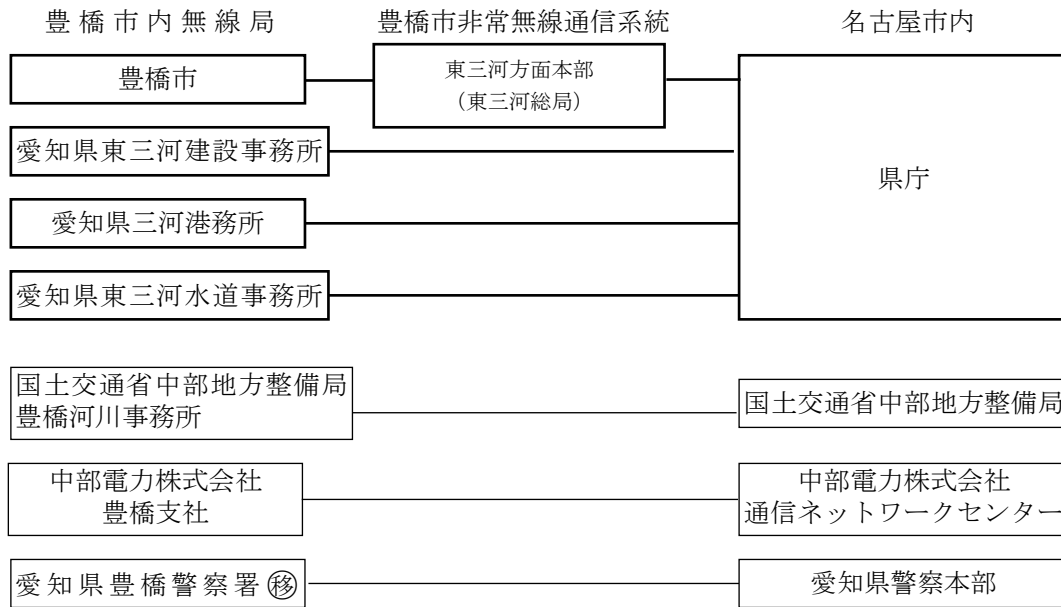 豊橋市内無線局
豊橋市非常無線通信系統
名古屋市内
豊橋市
東三河方面本部
（東三河総局）
県庁
愛知県東三河建設事務所
愛知県三河港務所
愛知県東三河水道事務所
国土交通省中部地方整備局
豊橋河川事務所
国土交通省中部地方整備局
中部電力株式会社
豊橋支社
中部電力株式会社
通信ネットワークセンター
愛知県豊橋警察署㋑移
愛知県警察本部